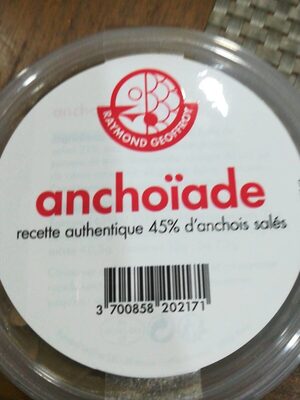 RAYMOND GEOFFROY
anchoïade
recette authentique 45% d'anchois salés
3 700858 202171